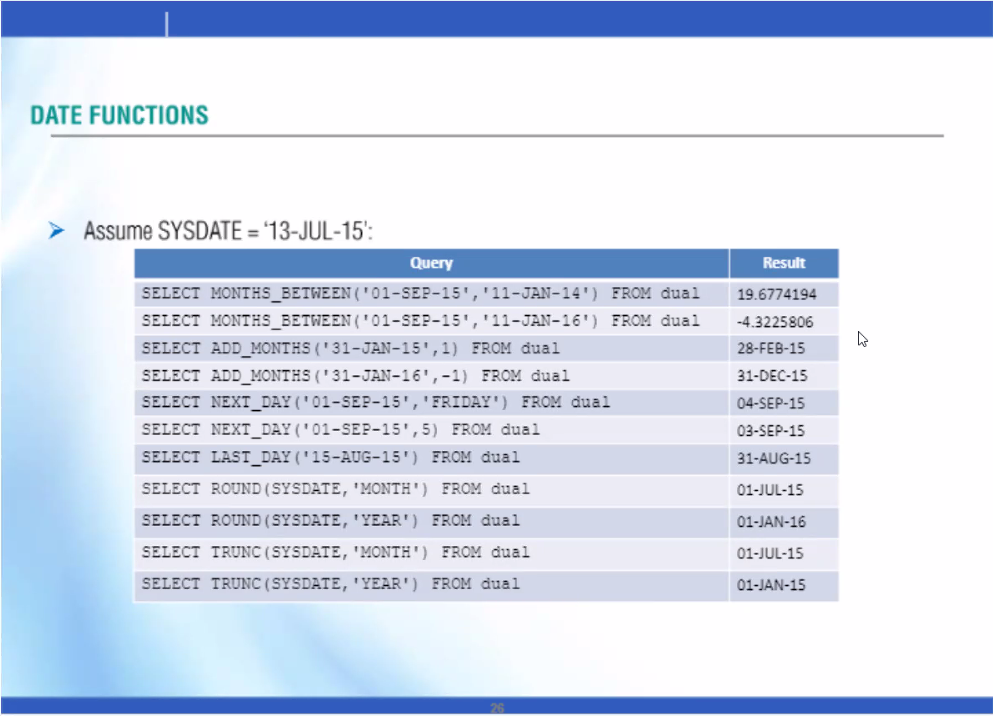 DATE FUNCTIONS
➢ Assume SYSDATE = '13-JUL-15':
Query Result
SELECT MONTHS_BETWEEN('01-SEP-15','11-JAN-14') FROM dual 19.6774194
SELECT MONTHS_BETWEEN('01-SEP-15','11-JAN-16') FROM dual -4.3225806
SELECT ADD_MONTHS('31-JAN-15',1) FROM dual 28-FEB-15
SELECT ADD_MONTHS('31-JAN-16',-1) FROM dual 31-DEC-15
SELECT NEXT_DAY('01-SEP-15','FRIDAY') FROM dual 04-SEP-15
SELECT NEXT_DAY('01-SEP-15',5) FROM dual 03-SEP-15
SELECT LAST_DAY('15-AUG-15') FROM dual 31-AUG-15
SELECT ROUND(SYSDATE,'MONTH') FROM dual 01-JUL-15
SELECT ROUND(SYSDATE,'YEAR') FROM dual 01-JAN-16
SELECT TRUNC(SYSDATE,'MONTH') FROM dual 01-JUL-15
SELECT TRUNC(SYSDATE,'YEAR') FROM dual 01-JAN-15
26